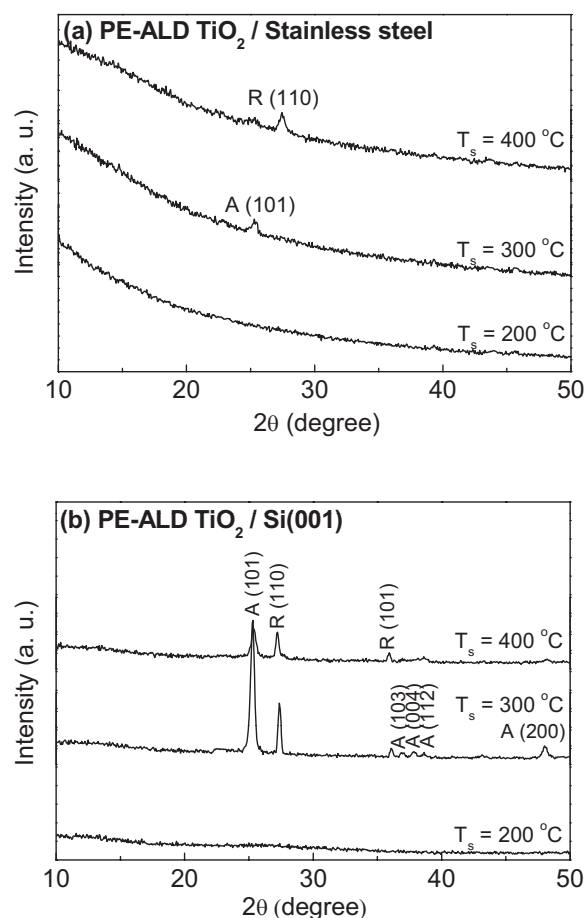 (a) PE-ALD TiO₂ / Stainless steel
R (110)
Tₛ = 400 °C
A (101)
Tₛ = 300 °C
Tₛ = 200 °C
Intensity (a. u.)
10 20 30 40 50
2θ (degree)
(b) PE-ALD TiO₂ / Si(001)
A (101)
R (110)
R (101)
Tₛ = 400 °C
Tₛ = 300 °C
A (103)
A (004)
A (112)
A (200)
Tₛ = 200 °C
Intensity (a. u.)
10 20 30 40 50
2θ (degree)